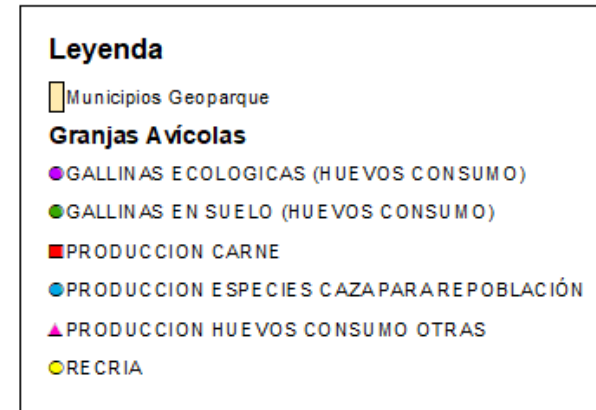 Leyenda
Municipios Geoparque
Granjas Avícolas
GALLINAS ECOLOGICAS (HUEVOS CONSUMO)
GALLINAS EN SUELO (HUEVOS CONSUMO)
PRODUCCION CARNE
PRODUCCION ESPECIES CAZA PARA REPOBLACIÓN
PRODUCCION HUEVOS CONSUMO OTRAS
RECRIA